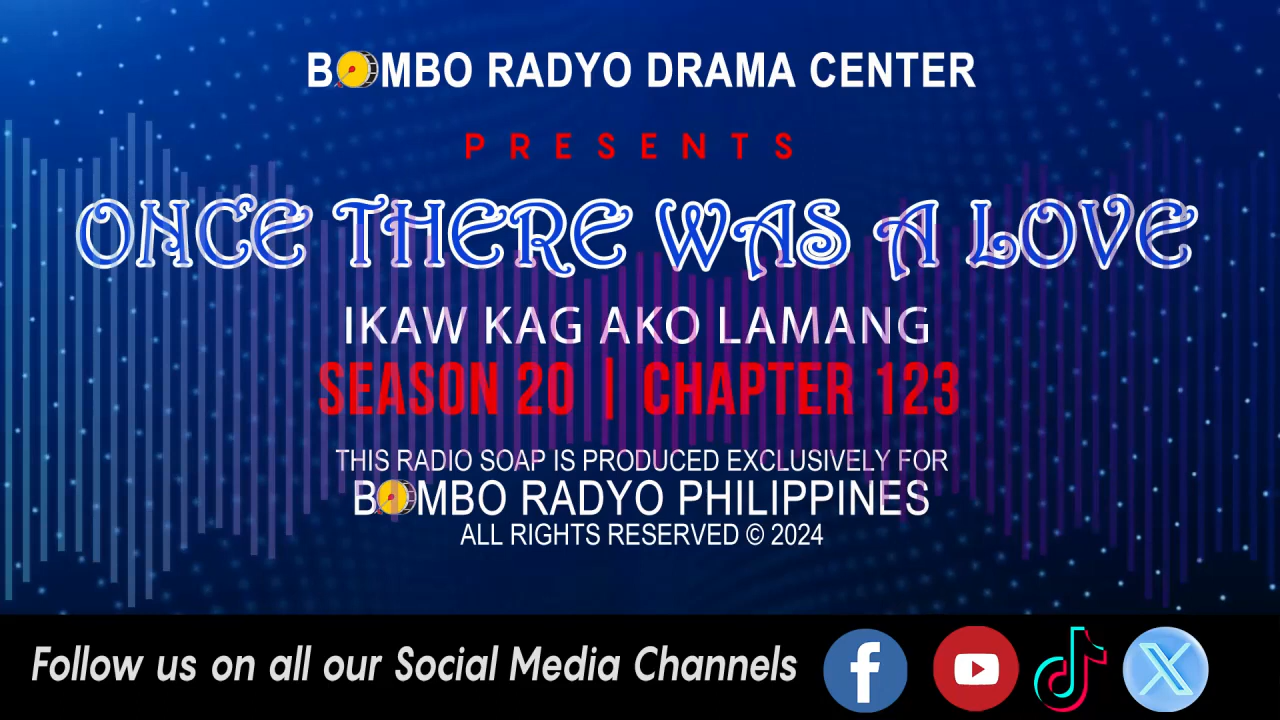 BOMBO RADYO DRAMA CENTER
PRESENTS
ONCE THERE WAS A LOVE
IKAW KAG AKO LAMANG
SEASON 20 | CHAPTER 123
THIS RADIO SOAP IS PRODUCED EXCLUSIVELY FOR
BOMBO RADYO PHILIPPINES
ALL RIGHTS RESERVED © 2024
Follow us on all our Social Media Channels